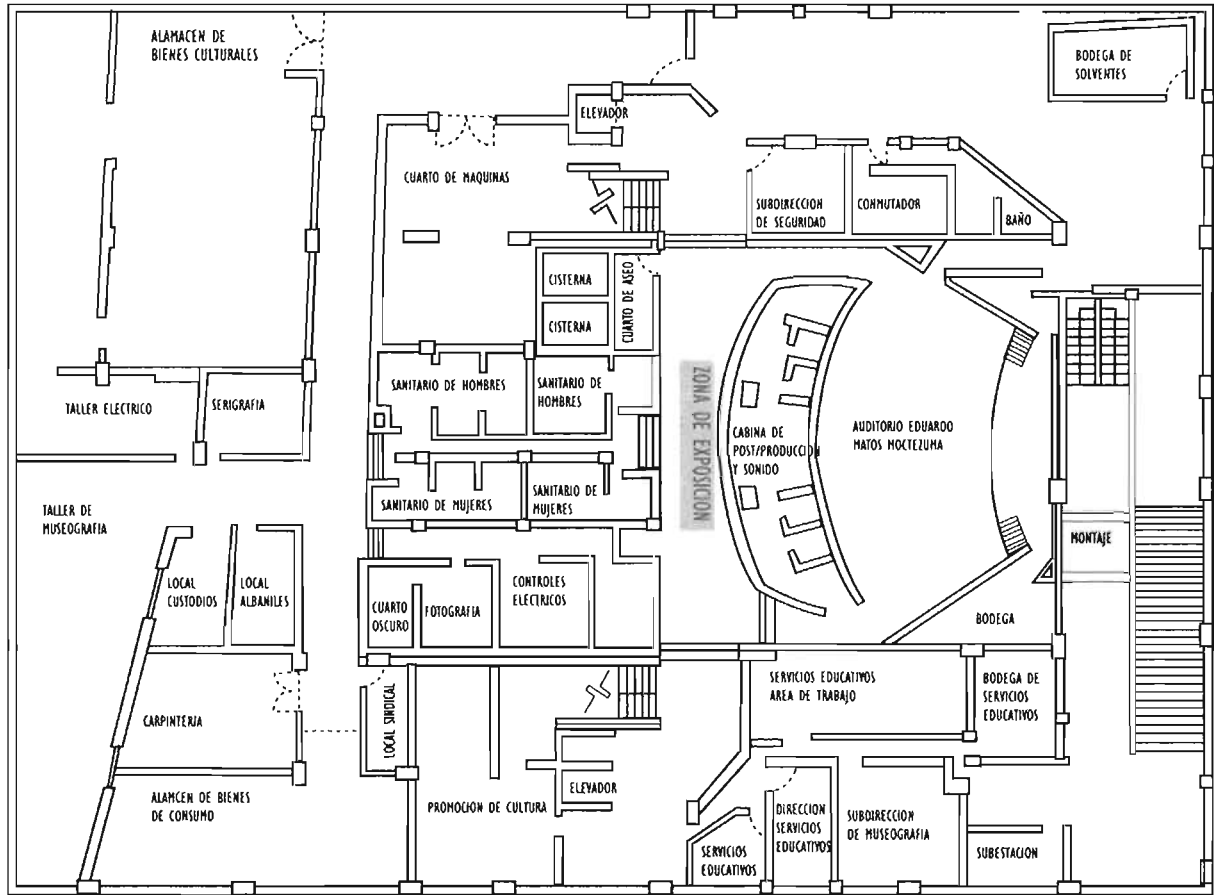 ALAMACEN DE
BIENES CULTURALES
BODEGA DE
SOLVENTES
ELEVADOR
CUARTO DE MAQUINAS
SUBDIRECCION
DE SEGURIDAD
CONMUTADOR
BAÑO
CISTERNA
CISTERNA
CUARTO DE ASEO
SANITARIO DE HOMBRES
SANITARIO DE
HOMBRES
TALLER ELECTRICO
SERIGRAFIA
ZONA DE EXPOSICION
CABINA DE
POST/PRODUCCION
Y SONIDO
AUDITORIO EDUARDO
MATOS MOCTEZUMA
SANITARIO DE MUJERES
SANITARIO DE
MUJERES
TALLER DE
MUSEOGRAFIA
MONTAJE
LOCAL
CUSTODIOS
LOCAL
ALBANILES
CUARTO
OSCURO
FOTOGRAFIA
CONTROLES
ELECTRICOS
BODEGA
SERVICIOS EDUCATIVOS
AREA DE TRABAJO
BODEGA DE
SERVICIOS
EDUCATIVOS
CARPINTERIA
LOCAL SINDICAL
ALAMCEN DE BIENES
DE CONSUMO
PROMOCION DE CULTURA
ELEVADOR
SERVICIOS
EDUCATIVOS
DIRECCION
SERVICIOS
EDUCATIVOS
SUBDIRECCION
DE MUSEOGRAFIA
SUBESTACION